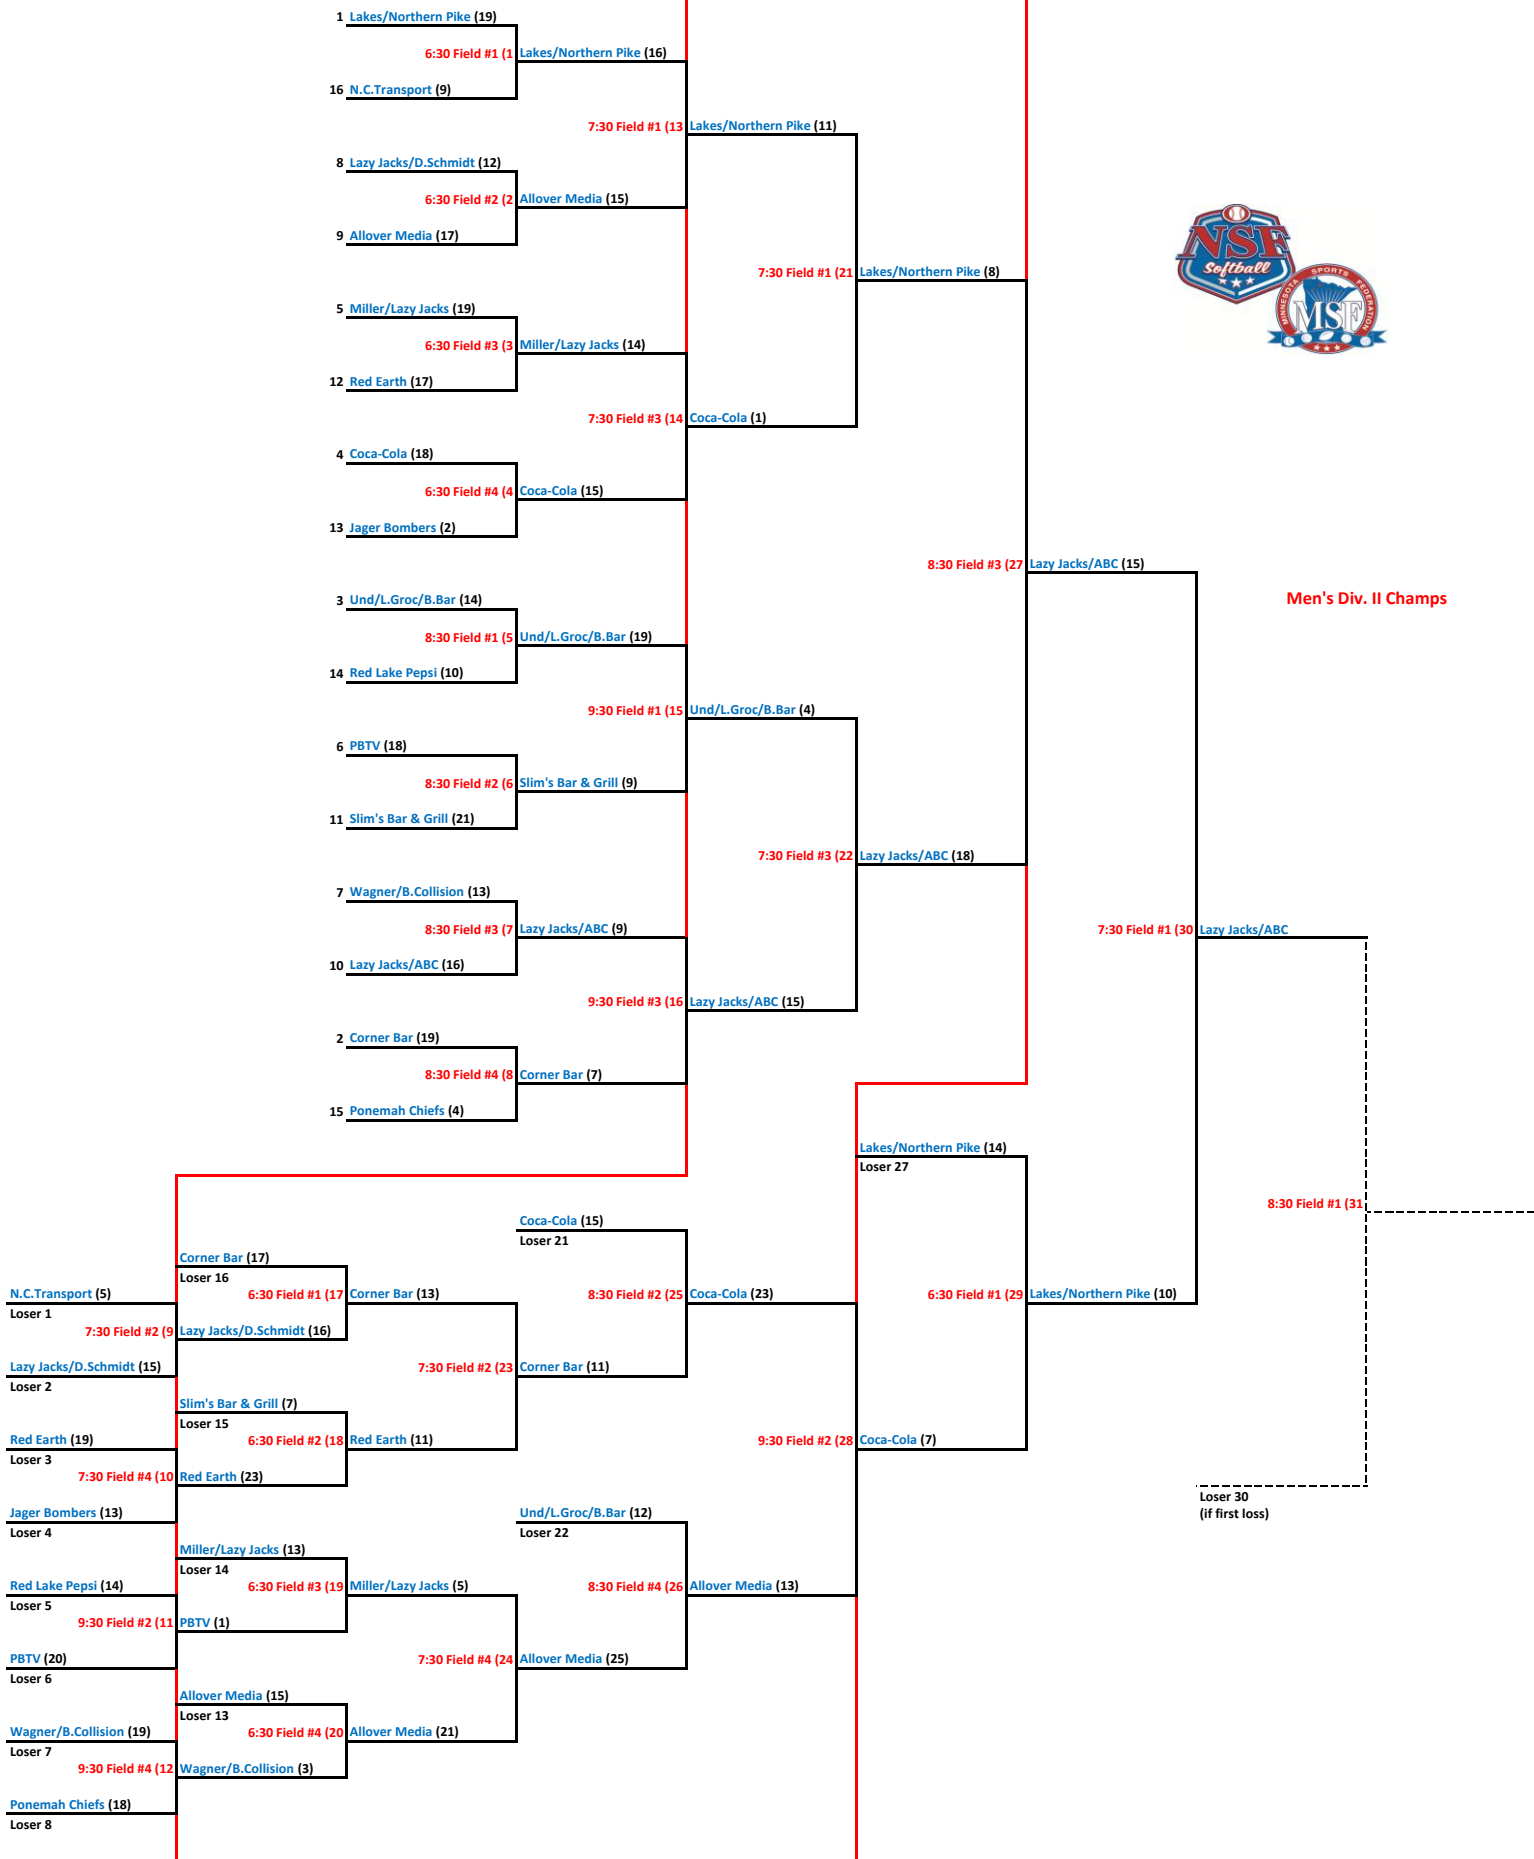 1 Lakes/Northern Pike (19)
6:30 Field #1 (1 Lakes/Northern Pike (16)
16 N.C.Transport (9)
7:30 Field #1 (13 Lakes/Northern Pike (11)
8 Lazy Jacks/D.Schmidt (12)
6:30 Field #2 (2 Allover Media (15)
9 Allover Media (17)
NSF
Softball
MINNESOTA SPORTS FEDERATION
MSF
7:30 Field #1 (21 Lakes/Northern Pike (8)
5 Miller/Lazy Jacks (19)
6:30 Field #3 (3 Miller/Lazy Jacks (14)
12 Red Earth (17)
7:30 Field #3 (14 Coca-Cola (1)
4 Coca-Cola (18)
6:30 Field #4 (4 Coca-Cola (15)
13 Jager Bombers (2)
8:30 Field #3 (27 Lazy Jacks/ABC (15)
Men's Div. II Champs
3 Und/L.Groc/B.Bar (14)
8:30 Field #1 (5 Und/L.Groc/B.Bar (19)
14 Red Lake Pepsi (10)
9:30 Field #1 (15 Und/L.Groc/B.Bar (4)
6 PBTV (18)
8:30 Field #2 (6 Slim's Bar & Grill (9)
11 Slim's Bar & Grill (21)
7:30 Field #3 (22 Lazy Jacks/ABC (18)
7 Wagner/B.Collision (13)
8:30 Field #3 (7 Lazy Jacks/ABC (9)
7:30 Field #1 (30 Lazy Jacks/ABC
10 Lazy Jacks/ABC (16)
9:30 Field #3 (16 Lazy Jacks/ABC (15)
2 Corner Bar (19)
8:30 Field #4 (8 Corner Bar (7)
15 Ponemah Chiefs (4)
Lakes/Northern Pike (14)
Loser 27
8:30 Field #1 (31
Coca-Cola (15)
Loser 21
Corner Bar (17)
Loser 16
N.C.Transport (5)
6:30 Field #1 (17 Corner Bar (13)
8:30 Field #2 (25 Coca-Cola (23)
6:30 Field #1 (29 Lakes/Northern Pike (10)
Loser 1
7:30 Field #2 (9 Lazy Jacks/D.Schmidt (16)
Lazy Jacks/D.Schmidt (15)
7:30 Field #2 (23 Corner Bar (11)
Loser 2
Slim's Bar & Grill (7)
Loser 15
Red Earth (19)
6:30 Field #2 (18 Red Earth (11)
9:30 Field #2 (28 Coca-Cola (7)
Loser 3
7:30 Field #4 (10 Red Earth (23)
Loser 30
(if first loss)
Jager Bombers (13)
Und/L.Groc/B.Bar (12)
Loser 4
Loser 22
Miller/Lazy Jacks (13)
Loser 14
Red Lake Pepsi (14)
6:30 Field #3 (19 Miller/Lazy Jacks (5)
8:30 Field #4 (26 Allover Media (13)
Loser 5
9:30 Field #2 (11 PBTV (1)
PBTV (20)
7:30 Field #4 (24 Allover Media (25)
Loser 6
Allover Media (15)
Loser 13
Wagner/B.Collision (19)
6:30 Field #4 (20 Allover Media (21)
Loser 7
9:30 Field #4 (12 Wagner/B.Collision (3)
Ponemah Chiefs (18)
Loser 8